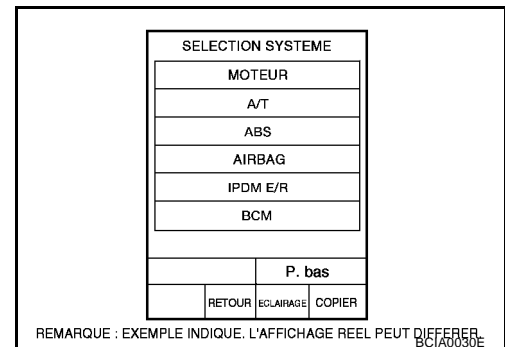 SELECTION SYSTEME
MOTEUR
A/T
ABS
AIRBAG
IPDM E/R
BCM
P. bas
RETOUR ECLAIRAGE COPIER
REMARQUE : EXEMPLE INDIQUE. L'AFFICHAGE REEL PEUT DIFFERER.
BCIA0030E